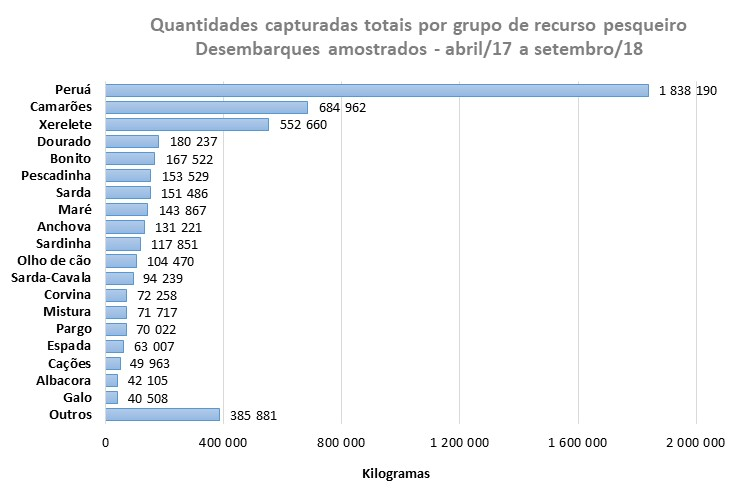 Quantidades capturadas totais por grupo de recurso pesqueiro
Desembarques amostrados - abril/17 a setembro/18
Peruá 1 838 190
Camarões 684 962
Xerelete 552 660
Dourado 180 237
Bonito 167 522
Pescadinha 153 529
Sarda 151 486
Maré 143 867
Anchova 131 221
Sardinha 117 851
Olho de cão 104 470
Sarda-Cavala 94 239
Corvina 72 258
Mistura 71 717
Pargo 70 022
Espada 63 007
Cações 49 963
Albacora 42 105
Galo 40 508
Outros 385 881
0 400 000 800 000 1 200 000 1 600 000 2 000 000
Kilogramas